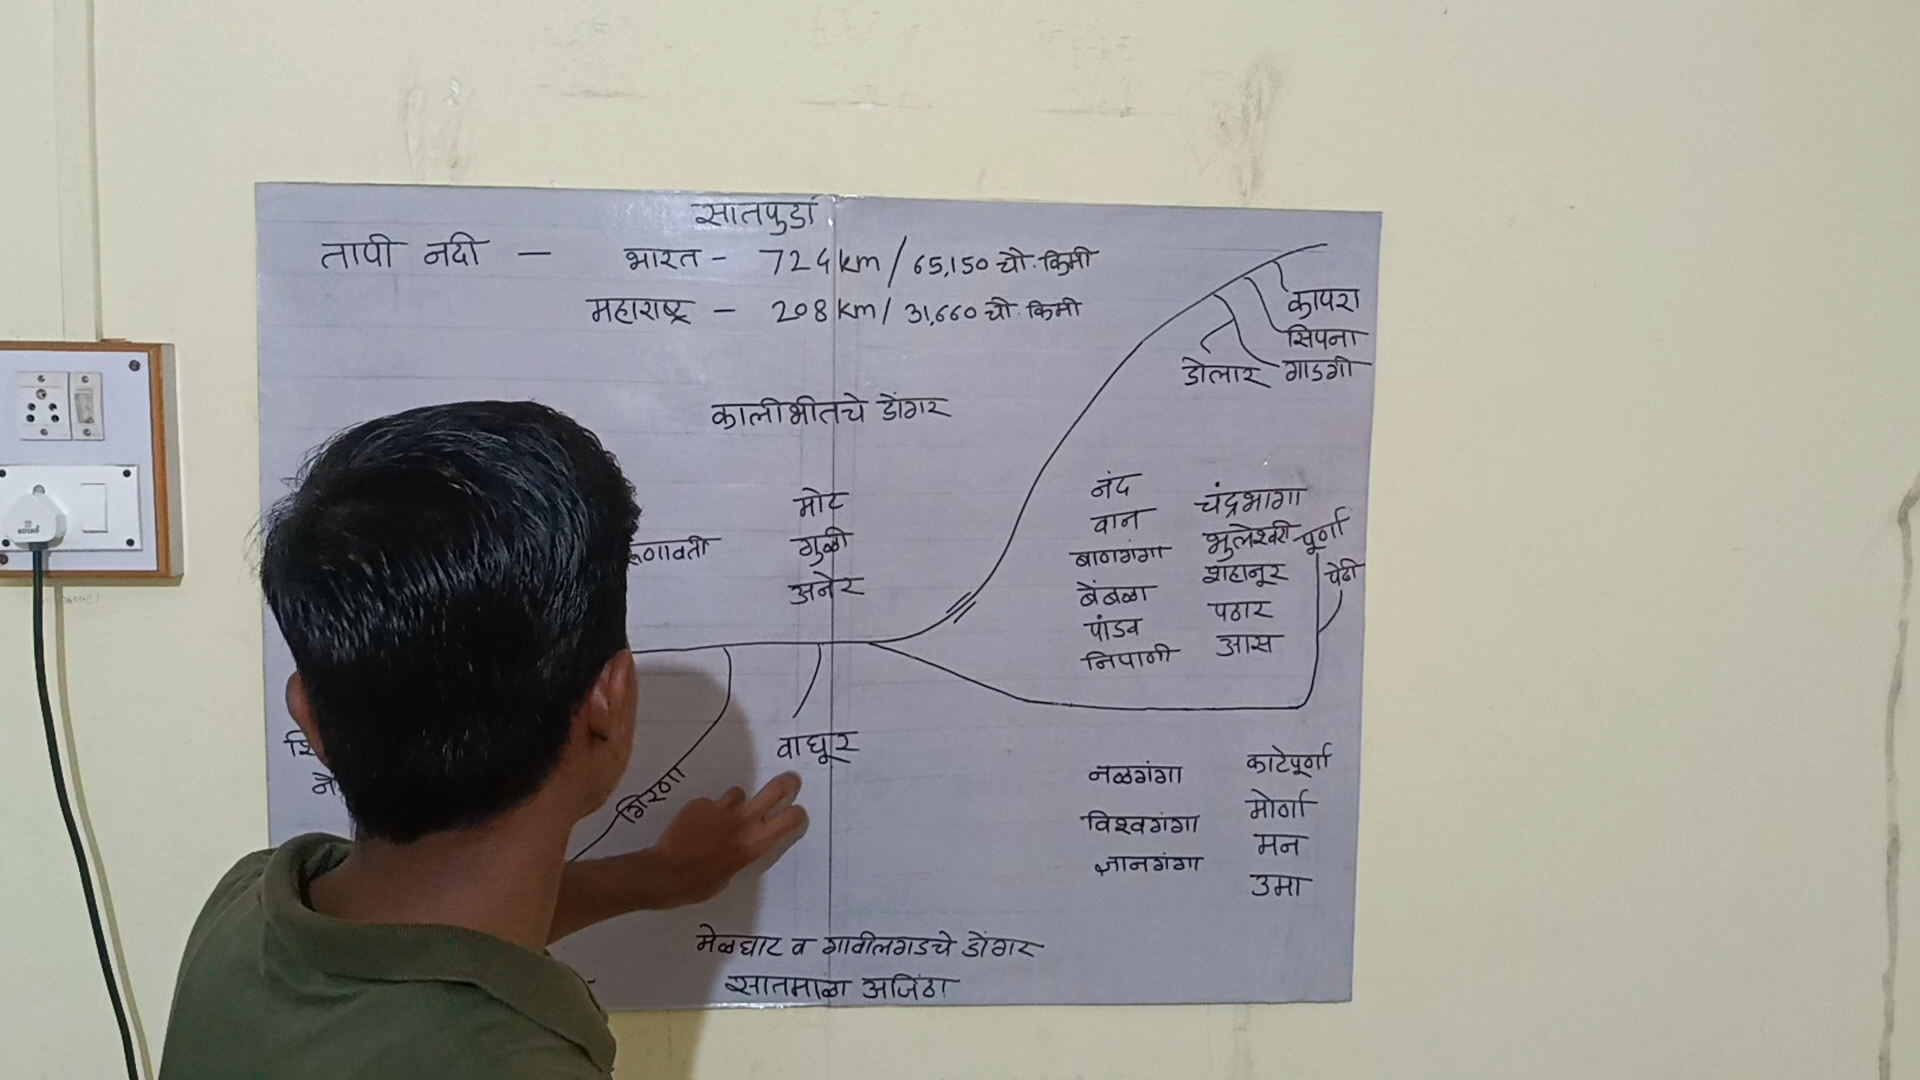 सातपुडा
तापी नदी — भारत - 724 km / 65,150 चौ. किमी
महाराष्ट्र - 208 km / 31,660 चौ. किमी
कापरा
सिपना
डोलार गाडगी
कालीभीतचे डोंगर
मोर
गुळी
अनेर
नंद
वान
बाणगंगा
बेंबळा
पांडव
निपाणी
चंद्रभागा
भुलेश्वरी
शहानूर
पठार
आस
पूर्णा
पेढी
वाघूर
गिरणा
नळगंगा
विश्वगंगा
ज्ञानगंगा
काटेपूर्णा
मोर्णा
मन
उमा
मेळघाट व गावीलगडचे डोंगर
सातमाळा अजिंठा